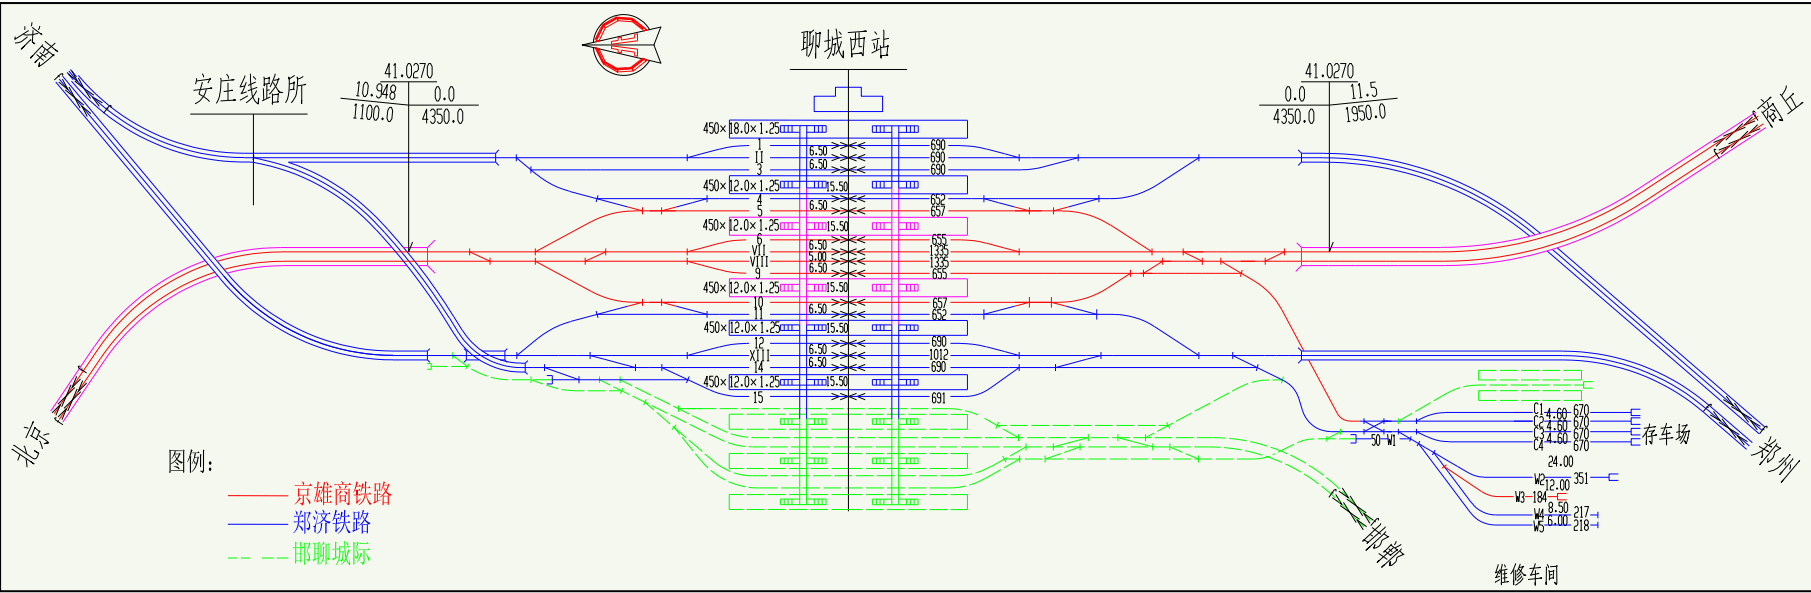 济南
聊城西站
安庄线路所
41.0270
10.948 0.0
1100.0 4350.0
41.0270
0.0 11.5
4350.0 1950.0
商丘
450×18.0×1.25
1 690
6.50
II 690
6.50
3 690
450×12.0×1.25 15.50
4 652
6.50
5 657
450×12.0×1.25 15.50
6 655
6.50
VII 1335
5.00
VIII 1335
6.50
9 655
450×12.0×1.25 15.50
10 657
6.50
11 652
450×12.0×1.25 15.50
12 690
6.50
XIII 1012
6.50
14 690
450×12.0×1.25 15.50
15 691
C1 4.60 670
C3 4.60 670
C5 4.60 670
C4 670
50 W1
存车场
24.00
W2 351
12.00
W3 184
8.50
W4 217
6.00
W5 218
维修车间
北京
郑州
邯郸
图例：
京雄商铁路
郑济铁路
邯聊城际